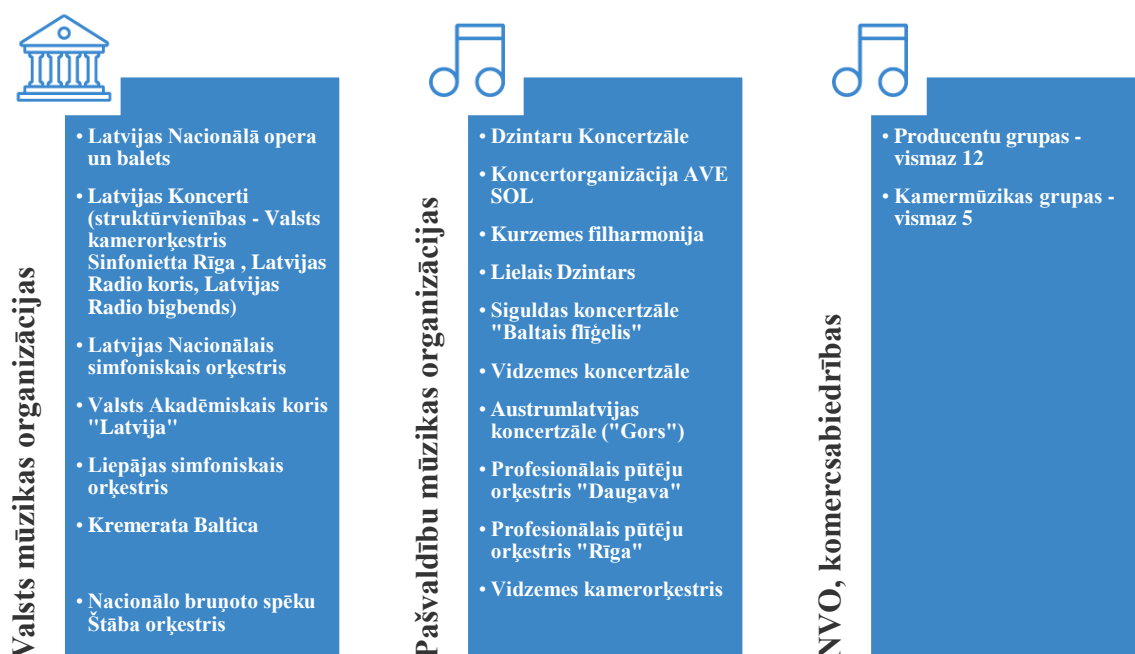 Valsts mūzikas organizācijas
• Latvijas Nacionālā opera
un balets
• Latvijas Koncerti
(struktūrvienības - Valsts
kamerorķestris
Sinfonietta Rīga , Latvijas
Radio koris, Latvijas
Radio bigbends)
• Latvijas Nacionālais
simfoniskais orķestris
• Valsts Akadēmiskais koris
"Latvija"
• Liepājas simfoniskais
orķestris
• Kremerata Baltica
• Nacionālo bruņoto spēku
Štāba orķestris
Pašvaldību mūzikas organizācijas
• Dzintaru Koncertzāle
• Koncertorganizācija AVE
SOL
• Kurzemes filharmonija
• Lielais Dzintars
• Siguldas koncertzāle
"Baltais flīģelis"
• Vidzemes koncertzāle
• Austrumlatvijas
koncertzāle ("Gors")
• Profesionālais pūtēju
orķestris "Daugava"
• Profesionālais pūtēju
orķestris "Rīga"
• Vidzemes kamerorķestris
NVO, komercsabiedrības
• Producentu grupas -
vismaz 12
• Kamermūzikas grupas -
vismaz 5